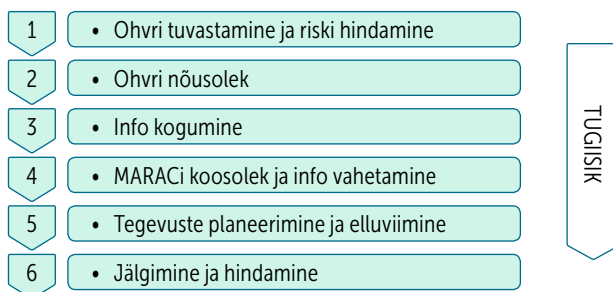 1 • Ohvri tuvastamine ja riski hindamine
2 • Ohvri nõusolek
3 • Info kogumine
4 • MARACi koosolek ja info vahetamine
5 • Tegevuste planeerimine ja elluviimine
6 • Jälgimine ja hindamine
TUGIISIK